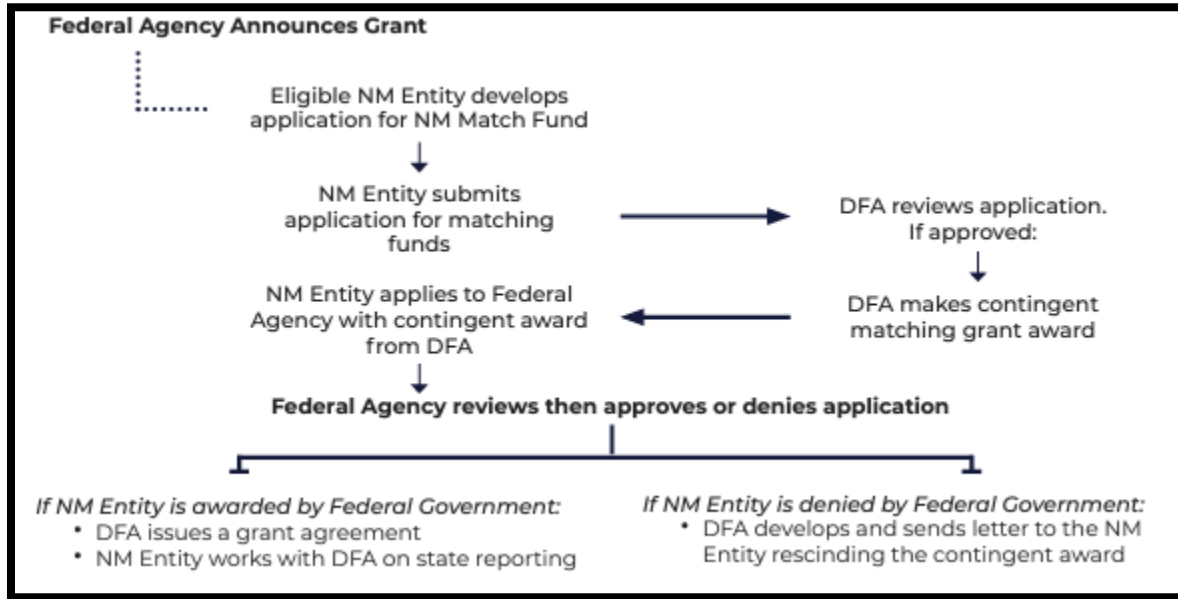 Federal Agency Announces Grant
Eligible NM Entity develops
application for NM Match Fund
NM Entity submits
application for matching
funds
DFA reviews application.
If approved:
DFA makes contingent
matching grant award
NM Entity applies to Federal
Agency with contingent award
from DFA
Federal Agency reviews then approves or denies application
If NM Entity is awarded by Federal Government:
• DFA issues a grant agreement
• NM Entity works with DFA on state reporting
If NM Entity is denied by Federal Government:
• DFA develops and sends letter to the NM
Entity rescinding the contingent award